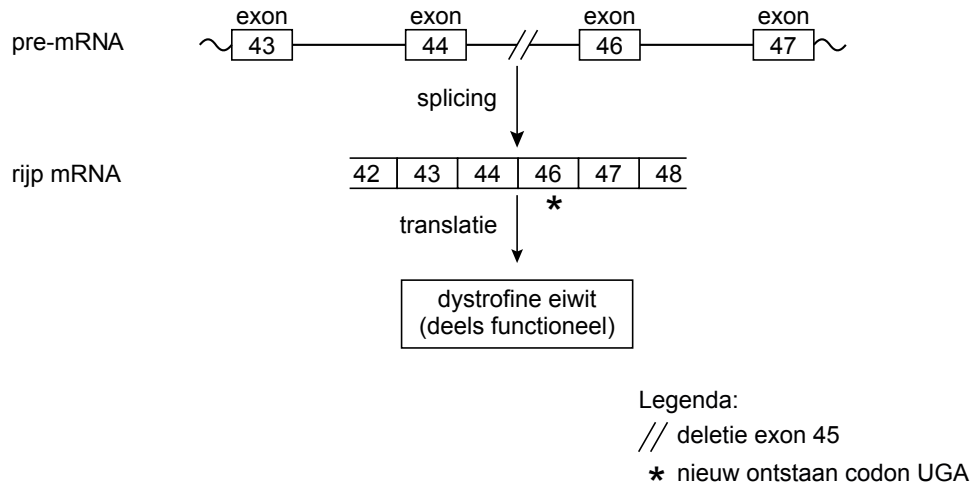 exon exon exon exon
pre-mRNA 43 44 46 47
splicing
rijp mRNA 42 43 44 46 47 48
*
translatie
dystrofine eiwit
(deels functioneel)
Legenda:
// deletie exon 45
* nieuw ontstaan codon UGA